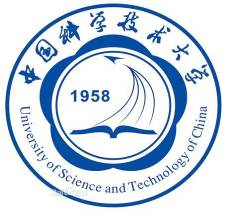 中国科学技术大学
1958
University of Science and Technology of China